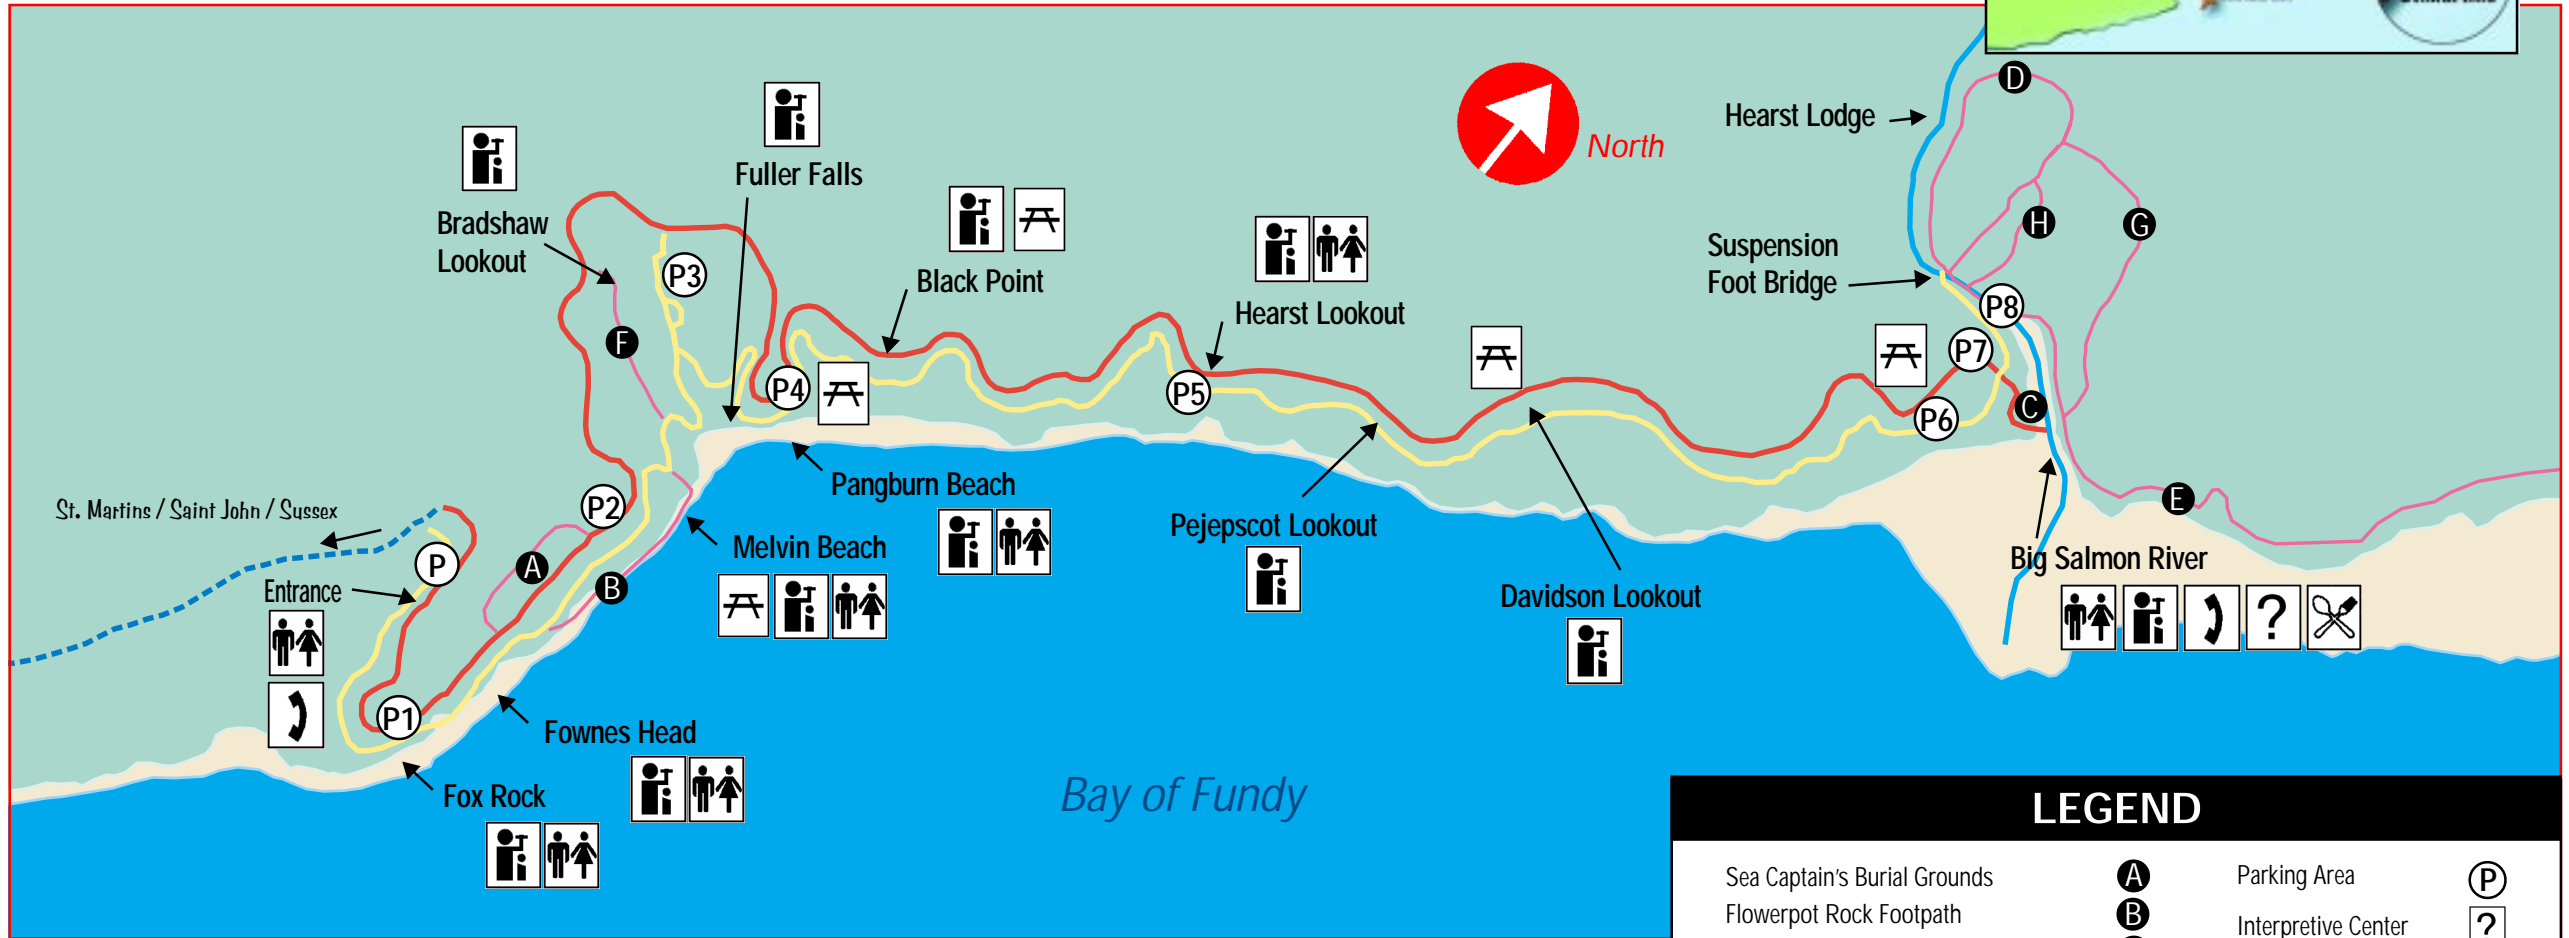 D
Hearst Lodge
North
Fuller Falls
Bradshaw
Lookout
H
G
Suspension
Foot Bridge
P3
Black Point
Hearst Lookout
P8
F
P7
P4
P5
C
P6
Pangburn Beach
St. Martins / Saint John / Sussex
P2
E
Pejepscot Lookout
Melvin Beach
Big Salmon River
P
A
Entrance
B
Davidson Lookout
?
P1
Fownes Head
Fox Rock
Bay of Fundy
LEGEND
Sea Captain's Burial Grounds A
Parking Area P
Flowerpot Rock Footpath B
Interpretive Center ?